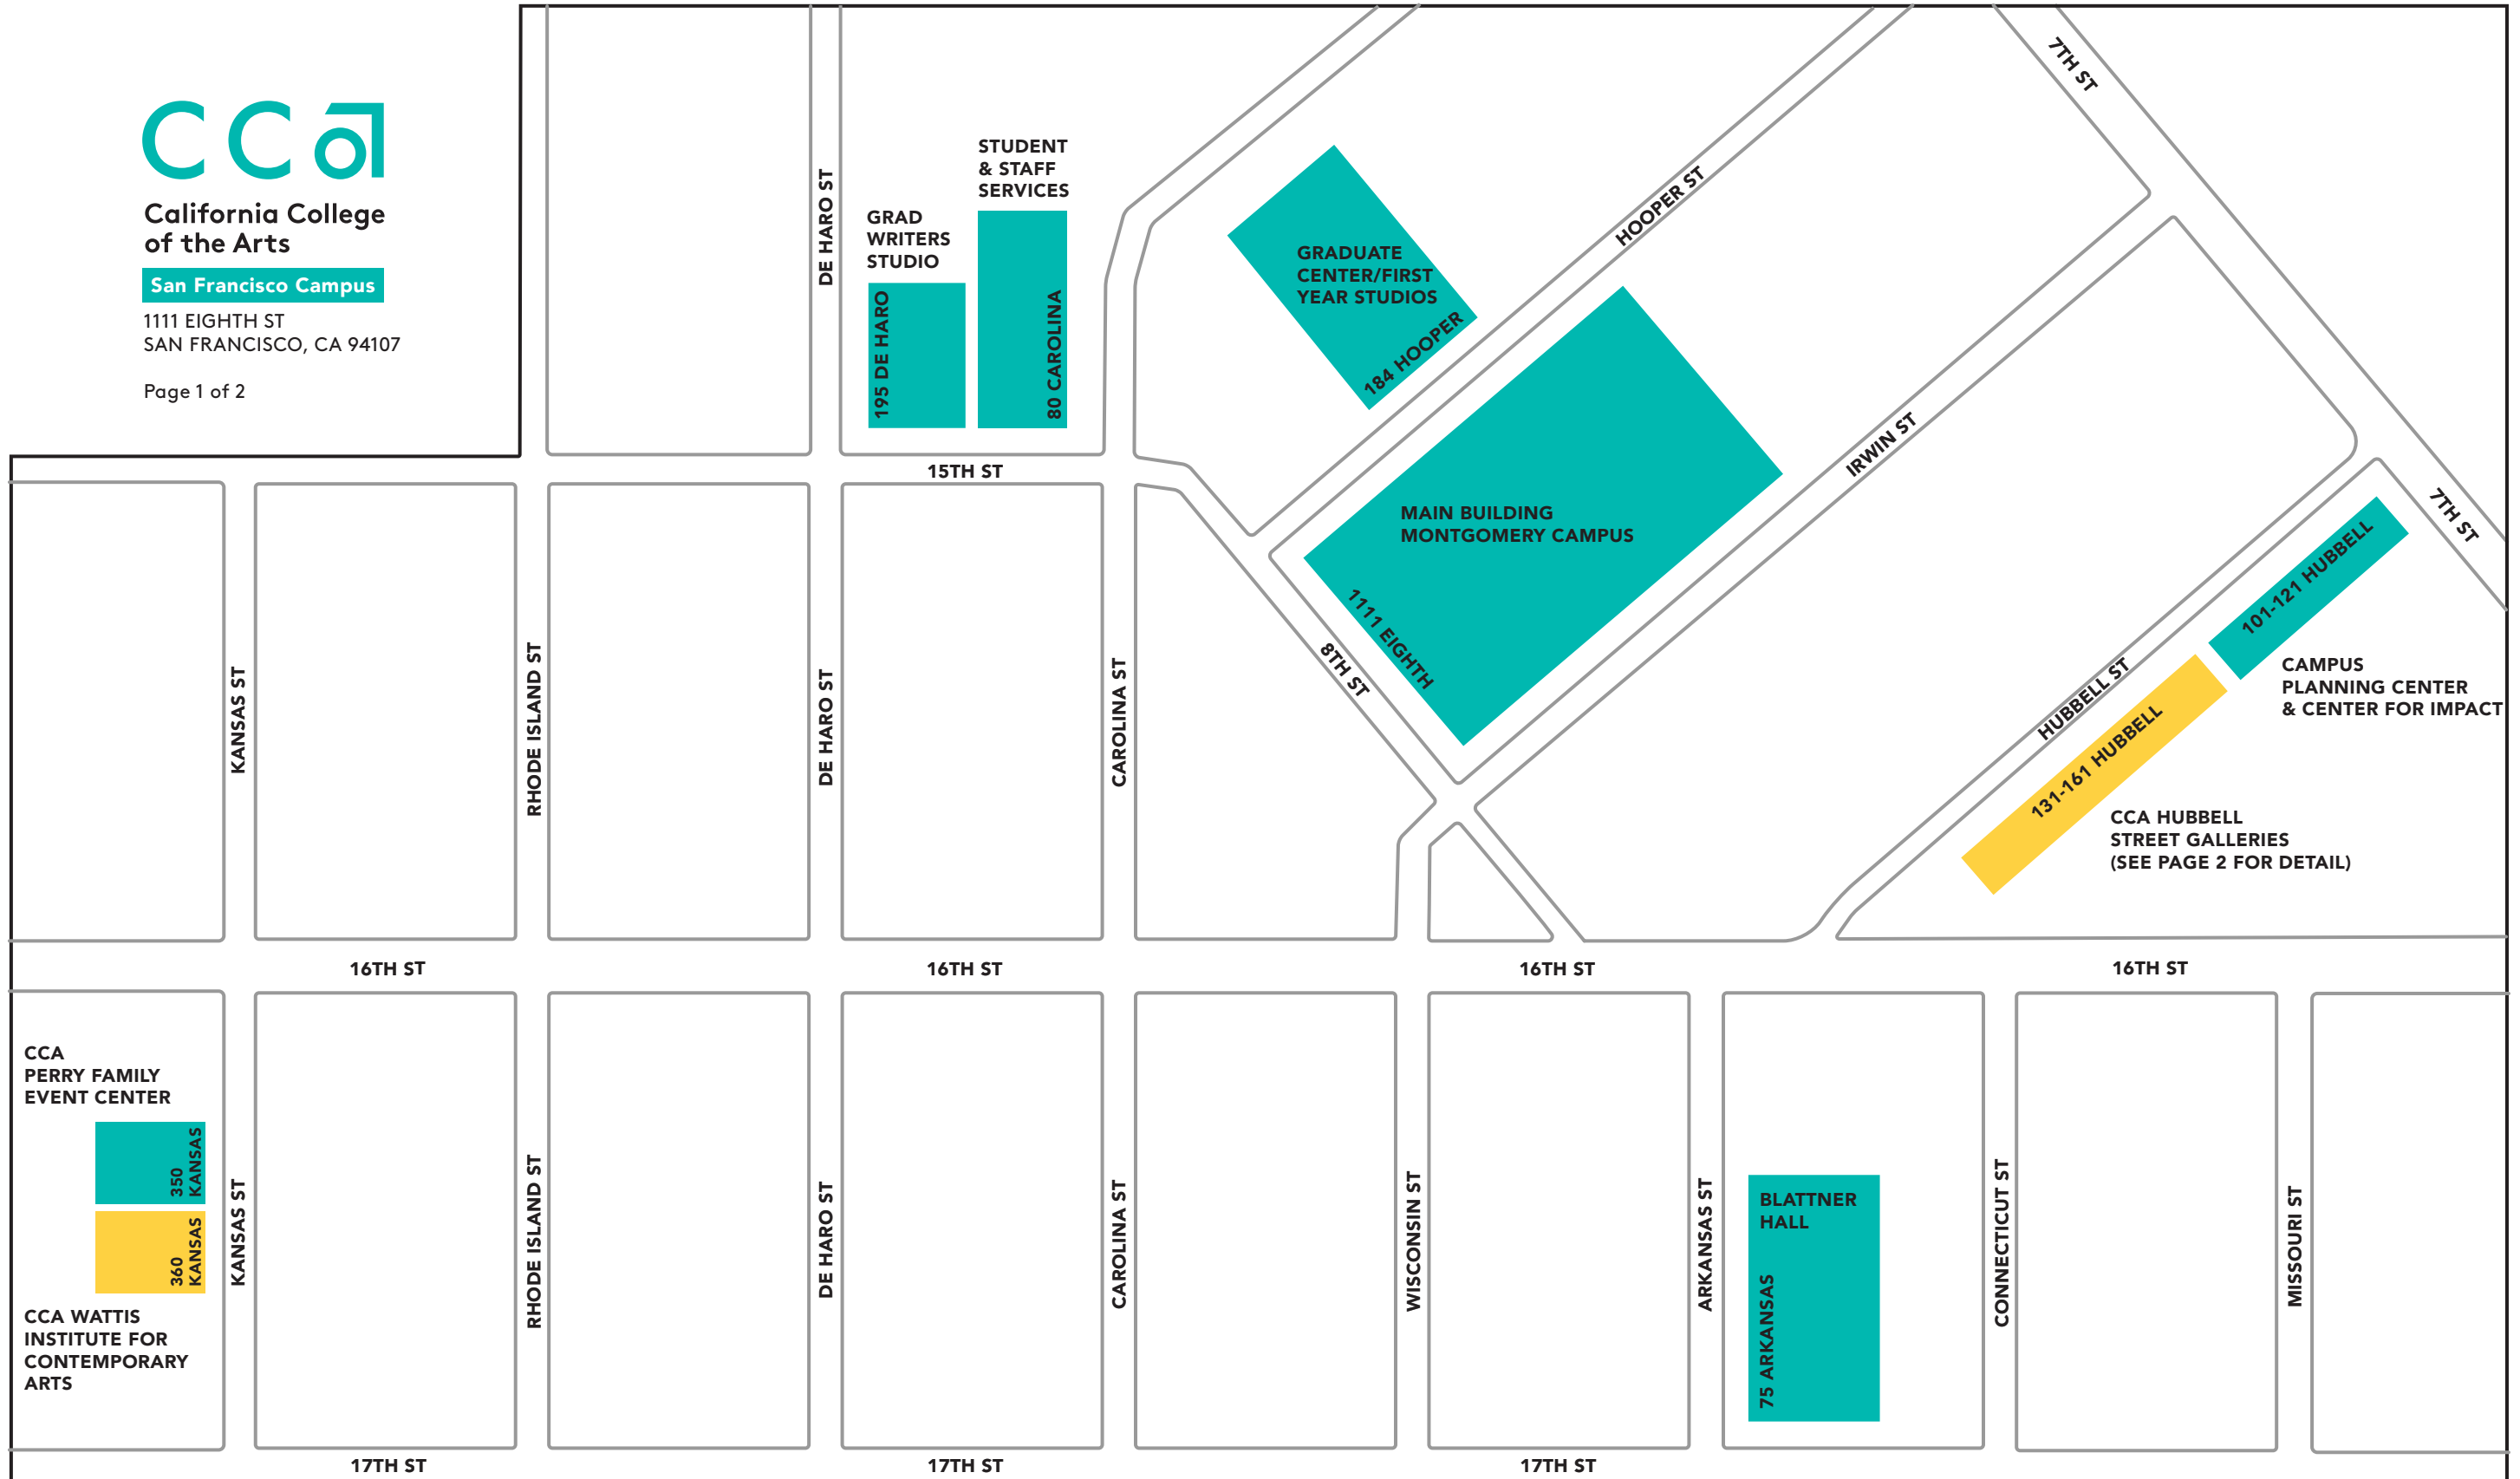 CCa
California College
of the Arts
San Francisco Campus
1111 EIGHTH ST
SAN FRANCISCO, CA 94107
Page 1 of 2
DE HARO ST
GRAD
WRITERS
STUDIO
195 DE HARO
STUDENT
& STAFF
SERVICES
80 CAROLINA
15TH ST
GRADUATE
CENTER/FIRST
YEAR STUDIOS
184 HOOPER
HOOPER ST
7TH ST
MAIN BUILDING
MONTGOMERY CAMPUS
1111 EIGHTH
8TH ST
IRWIN ST
7TH ST
101-121 HUBBELL
CAMPUS
PLANNING CENTER
& CENTER FOR IMPACT
HUBBELL ST
131-161 HUBBELL
CCA HUBBELL
STREET GALLERIES
(SEE PAGE 2 FOR DETAIL)
KANSAS ST
RHODE ISLAND ST
DE HARO ST
CAROLINA ST
16TH ST
16TH ST
16TH ST
16TH ST
CCA
PERRY FAMILY
EVENT CENTER
350
KANSAS
360
KANSAS
CCA WATTIS
INSTITUTE FOR
CONTEMPORARY
ARTS
KANSAS ST
RHODE ISLAND ST
DE HARO ST
CAROLINA ST
WISCONSIN ST
ARKANSAS ST
BLATTNER
HALL
75 ARKANSAS
CONNECTICUT ST
MISSOURI ST
17TH ST
17TH ST
17TH ST